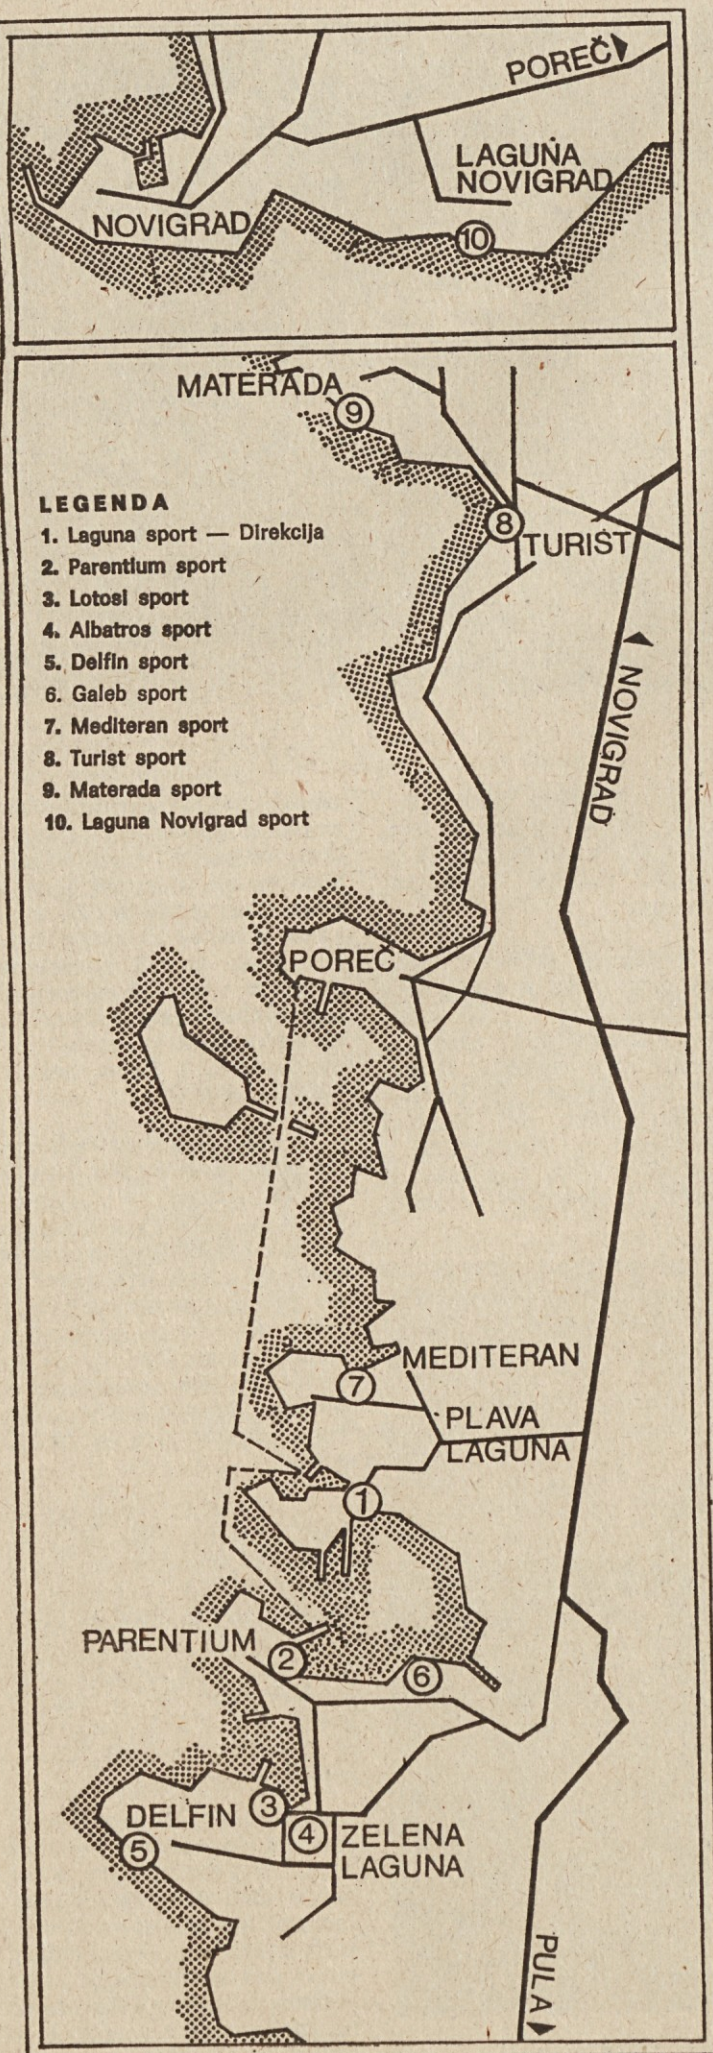 POREČ
LAGUNA
NOVIGRAD
NOVIGRAD
10
MATERADA
9
LEGENDA
1. Laguna sport — Direkcija
2. Parentium sport
3. Lotosi sport
4. Albatros sport
5. Delfin sport
6. Galeb sport
7. Mediteran sport
8. Turist sport
9. Materada sport
10. Laguna Novigrad sport
8
TURIST
NOVIGRAD
POREČ
MEDITERAN
7
PLAVA
LAGUNA
1
PARENTIUM
2
6
DELFIN
3
4
ZELENA
LAGUNA
5
PULA